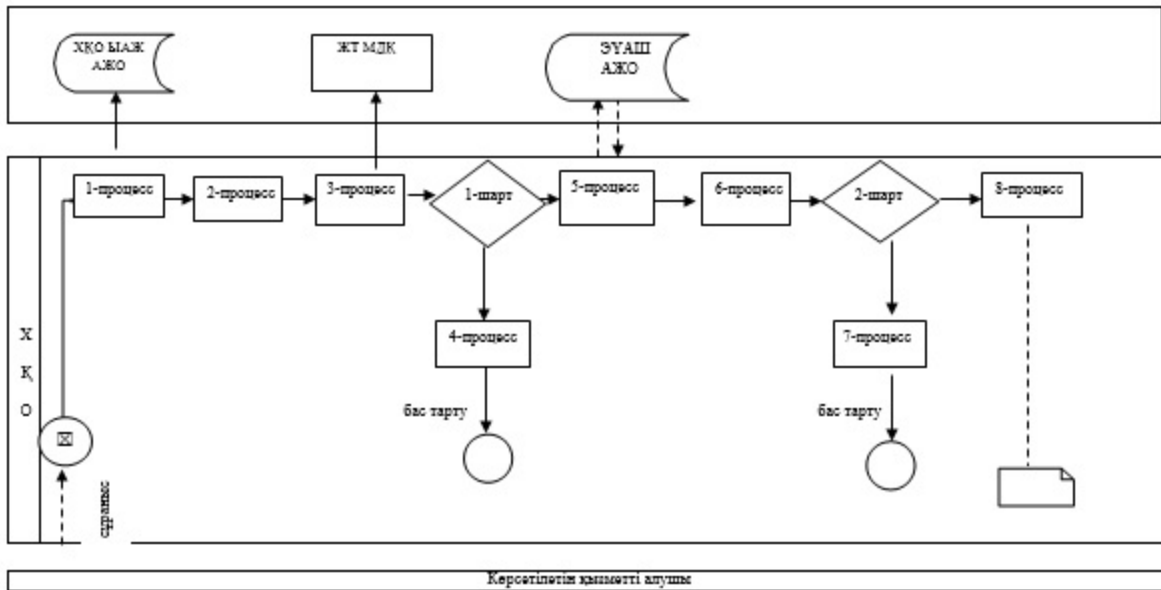 ХҚО ЫАЖ
АЖО
ЖТ МДҚ
ЭҮАШ
АЖО
1-процесс
2-процесс
3-процесс
1-шарт
5-процесс
6-процесс
2-шарт
8-процесс
Х
Қ
О
4-процесс
7-процесс
бас тарту
бас тарту
сұраныс
Көрсетілетін қызметті алушы